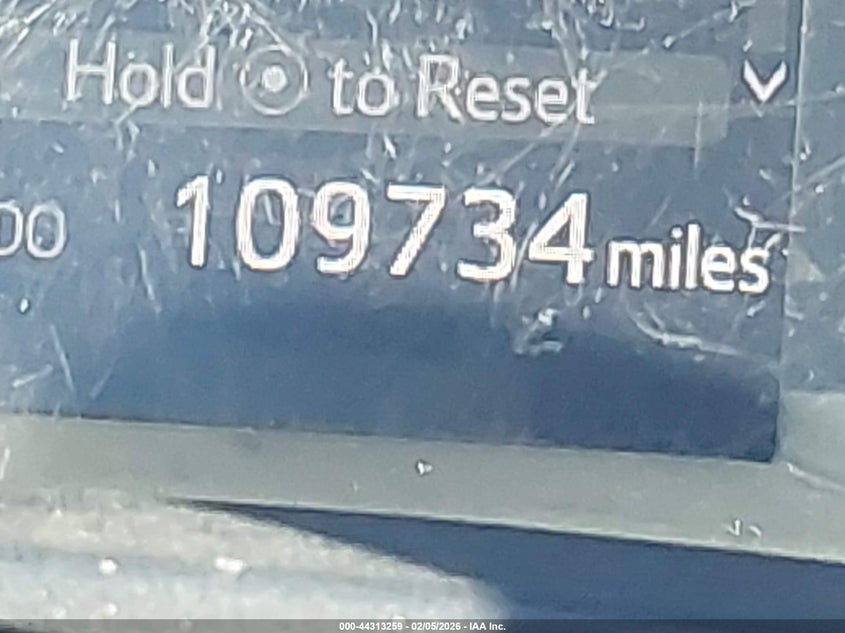 Hold to Reset
00 109734 miles
000-44313259 - 02/05/2026 - IAA Inc.